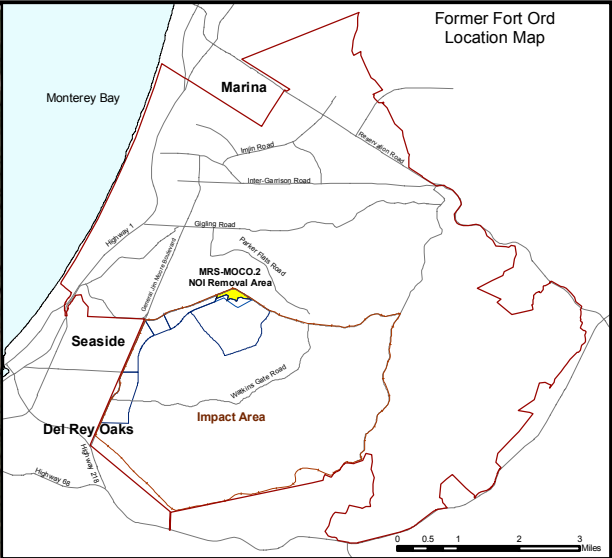 Former Fort Ord
Location Map
Marina
Monterey Bay
Imjin Road
Reservation Road
Inter-Garrison Road
Highway 1
Gigling Road
General Jim Moore Boulevard
Parker Flats Road
MRS-MOCO.2
NOI Removal Area
Seaside
Watkins Gate Road
Impact Area
Del Rey Oaks
Highway 218
Highway 68
0 0.5 1 2 3
Miles